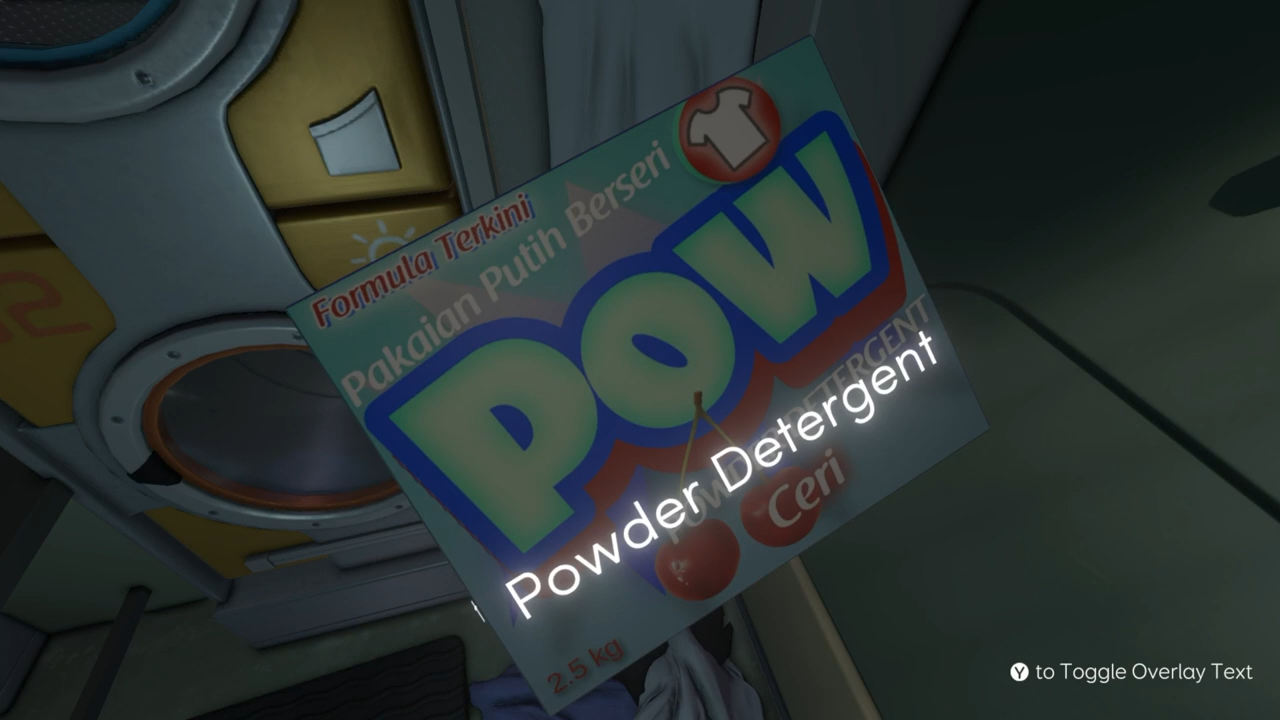 Formula Terkini
Pakaian Putih Berseri
POW
POWDER DETERGENT
Ceri
2.5 kg
Powder Detergent
Y to Toggle Overlay Text